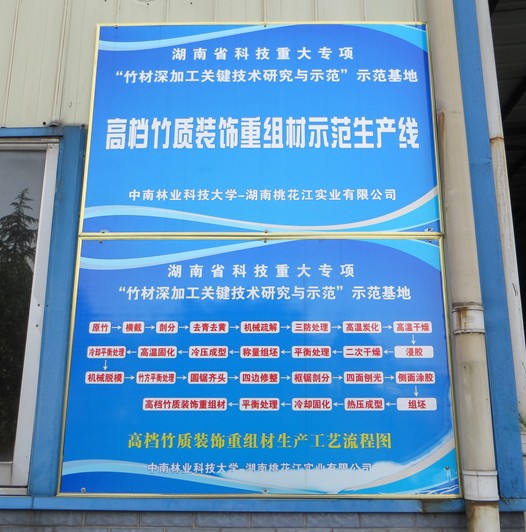 湖南省科技重大专项
“竹材深加工关键技术研究与示范”示范基地
高档竹质装饰重组材示范生产线
中南林业科技大学-湖南桃花江实业有限公司
湖南省科技重大专项
“竹材深加工关键技术研究与示范”示范基地
原竹→横截→剖分→去青去黄→机械疏解→三防处理→高温炭化→高温干燥
冷却平衡处理←高温固化←冷压成型←称量组坯←平衡处理←二次干燥←浸胶
机械脱模→竹方平衡处理→圆锯齐头→四边修整→框锯剖分→四面刨光→侧面涂胶
高档竹质装饰重组材←平衡处理←冷却固化←热压成型←组坯
高档竹质装饰重组材生产工艺流程图
中南林业科技大学-湖南桃花江实业有限公司